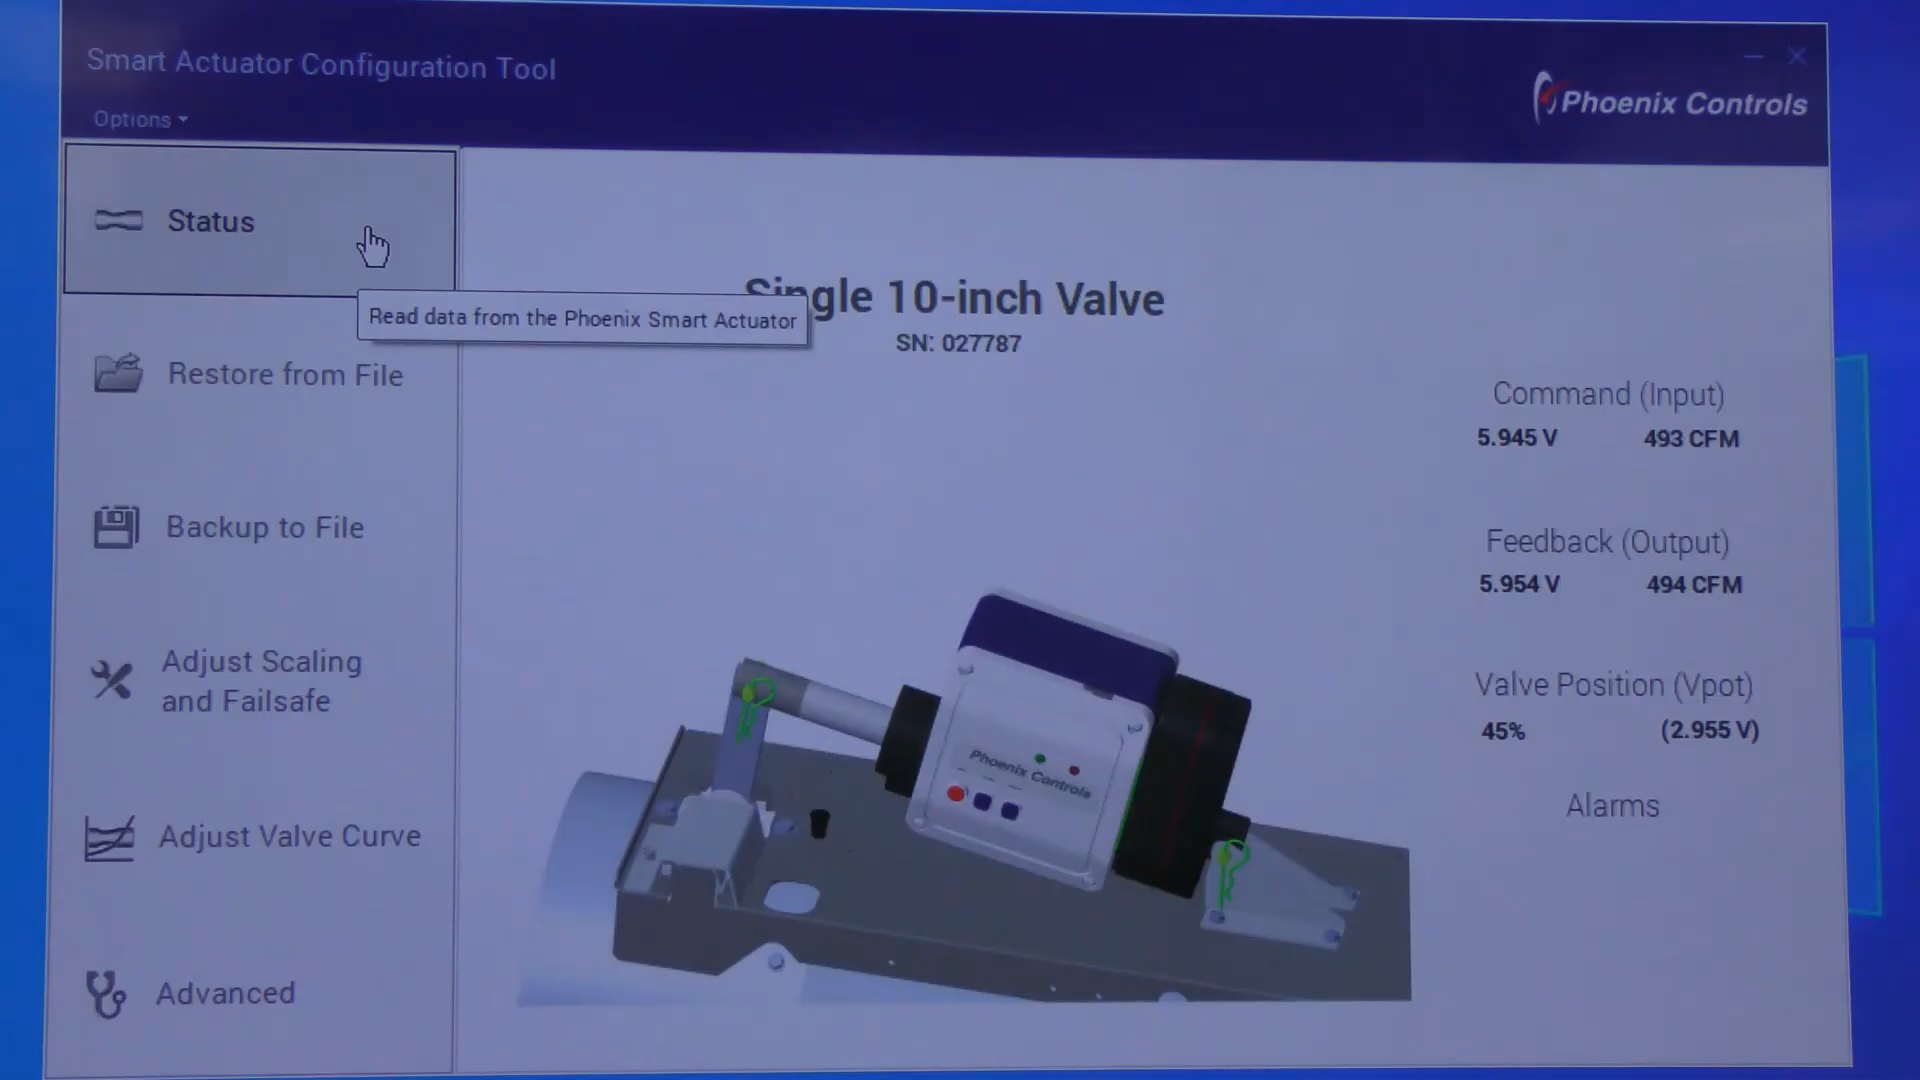 Smart Actuator Configuration Tool
Phoenix Controls
Options
Status
Read data from the Phoenix Smart Actuator
Restore from File
Backup to File
Adjust Scaling
and Failsafe
Adjust Valve Curve
Advanced
Single 10-inch Valve
SN: 027787
Phoenix Controls
Command (Input)
5.945 V 493 CFM
Feedback (Output)
5.954 V 494 CFM
Valve Position (Vpot)
45% (2.955 V)
Alarms